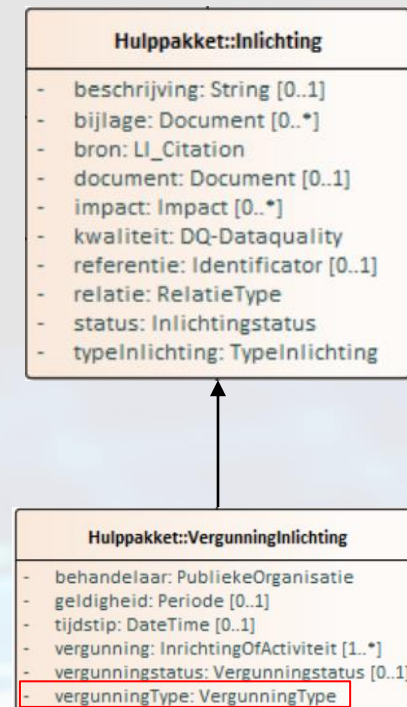 Hulppakket::Inlichting
- beschrijving: String [0..1]
- bijlage: Document [0..*]
- bron: LI_Citation
- document: Document [0..1]
- impact: Impact [0..*]
- kwaliteit: DQ-Dataquality
- referentie: Identificator [0..1]
- relatie: RelatieType
- status: Inlichtingstatus
- typeInlichting: TypeInlichting
Hulppakket::VergunningInlichting
- behandelaar: PubliekeOrganisatie
- geldigheid: Periode [0..1]
- tijdstip: DateTime [0..1]
- vergunning: InrichtingOfActiviteit [1..*]
- vergunningstatus: Vergunningstatus [0..1]
- vergunningType: VergunningType